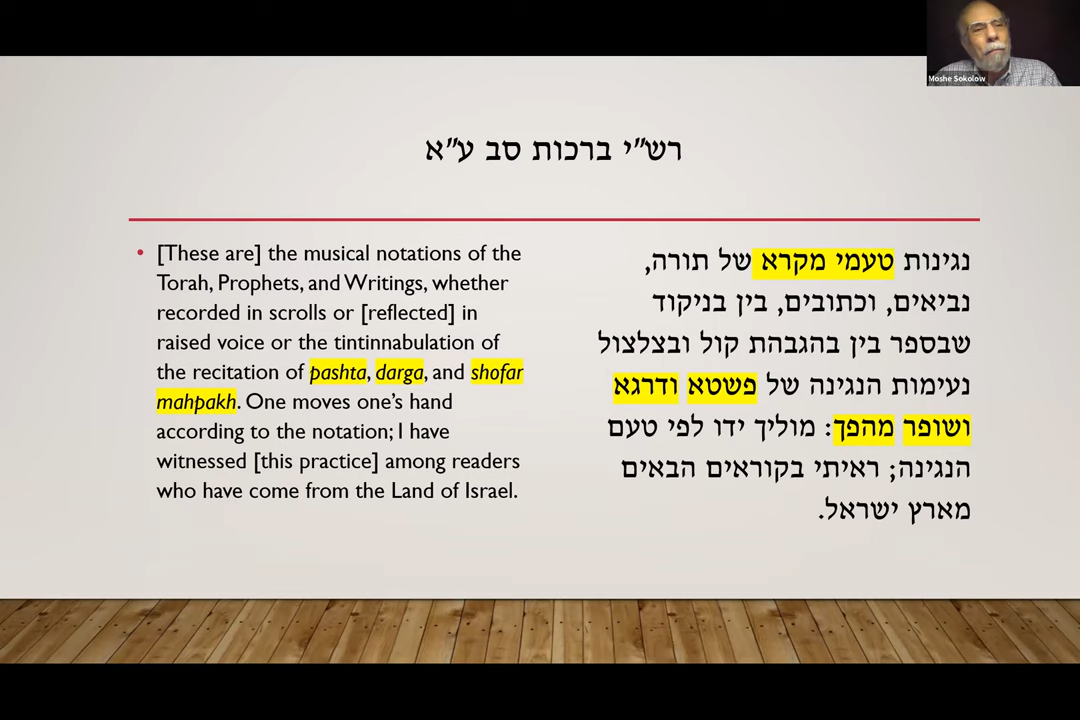 Moshe Sokolow
רש"י ברכות סב ע"א
• [These are] the musical notations of the
Torah, Prophets, and Writings, whether
recorded in scrolls or [reflected] in
raised voice or the tintinnabulation of
the recitation of pashta, darga, and shofar
mahpakh. One moves one's hand
according to the notation; I have
witnessed [this practice] among readers
who have come from the Land of Israel.
נגינות טעמי מקרא של תורה,
נביאים, וכתובים, בין בניקוד
שבספר בין בהגבהת קול ובצלצול
נעימות הנגינה של פשטא ודרגא
ושופר מהפך: מוליך ידו לפי טעם
הנגינה; ראיתי בקוראים הבאים
מארץ ישראל.